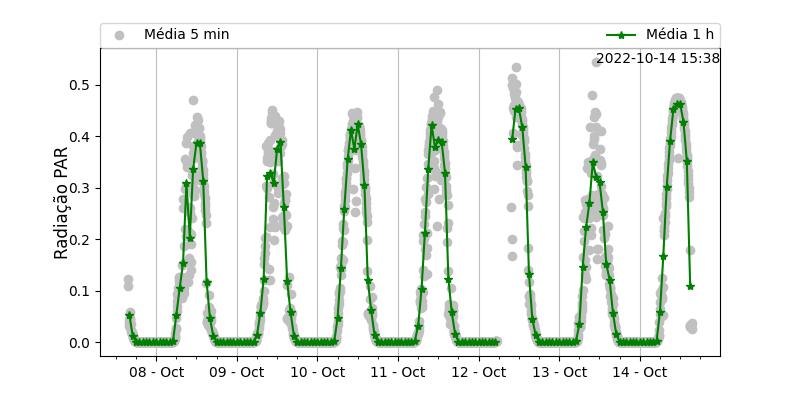 Média 5 min
Média 1 h
2022-10-14 15:38
Radiação PAR
0.5
0.4
0.3
0.2
0.1
0.0
08 - Oct
09 - Oct
10 - Oct
11 - Oct
12 - Oct
13 - Oct
14 - Oct